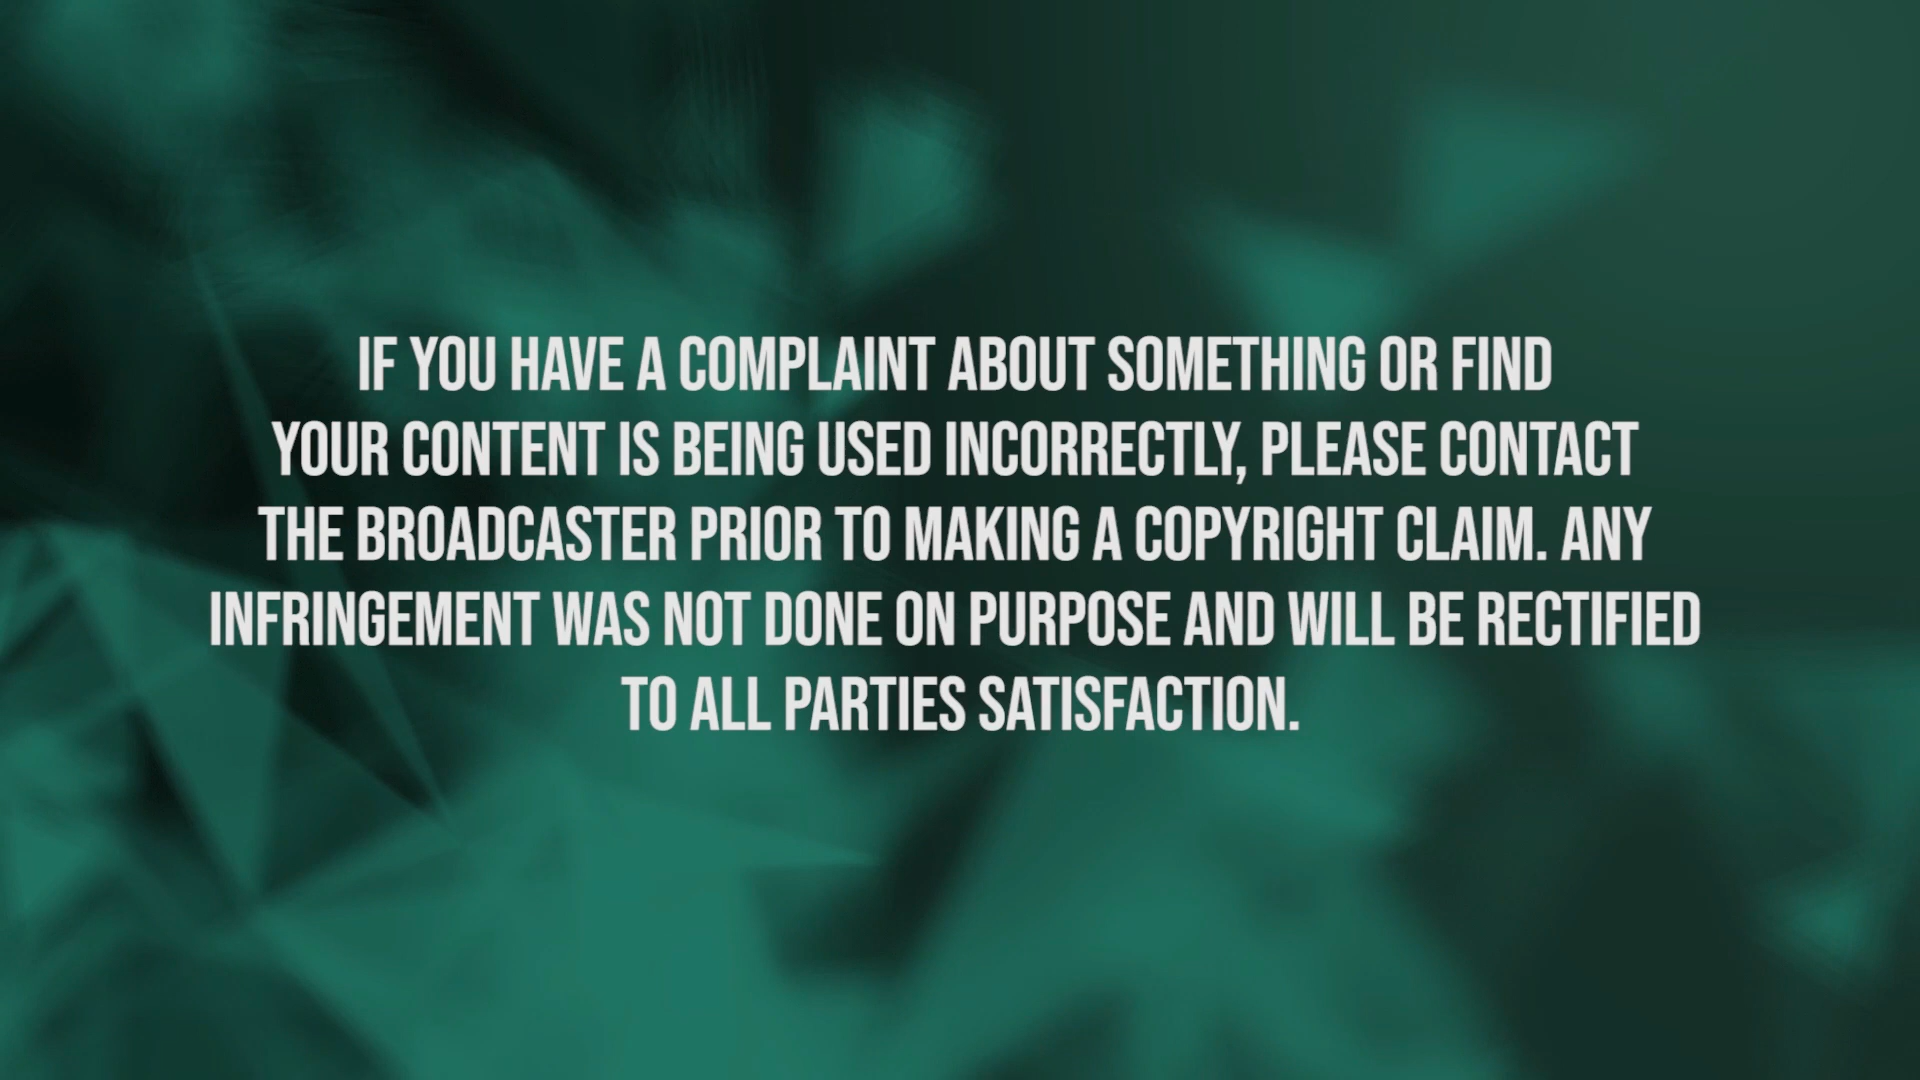 IF YOU HAVE A COMPLAINT ABOUT SOMETHING OR FIND
YOUR CONTENT IS BEING USED INCORRECTLY, PLEASE CONTACT
THE BROADCASTER PRIOR TO MAKING A COPYRIGHT CLAIM. ANY
INFRINGEMENT WAS NOT DONE ON PURPOSE AND WILL BE RECTIFIED
TO ALL PARTIES SATISFACTION.